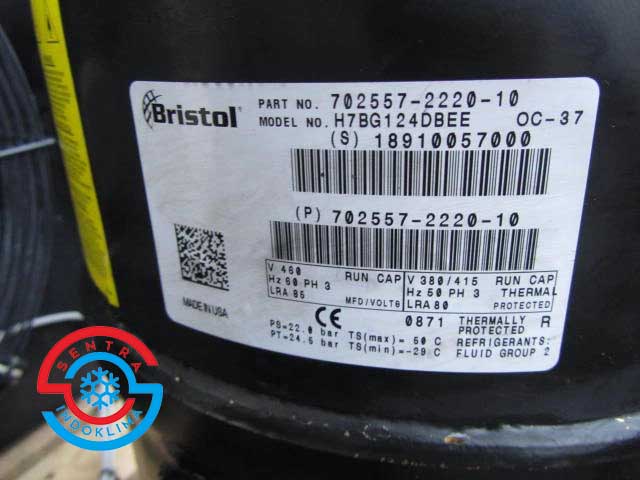 Bristol®
PART NO. 702557-2220-10
MODEL NO. H7BG124DBEE OC-37
(S) 18910057000
(P) 702557-2220-10
V 460
Hz 60 PH 3 RUN CAP
LRA 85 MFD/VOLTS
V 380/415 RUN CAP
Hz 50 PH 3 THERMAL
LRA 80 PROTECTED
MADE IN USA
CE 0871 THERMALLY R
PROTECTED
PS=22.0 bar TS(max)= 50 C REFRIGERANTS:
PT=24.5 bar TS(min)=-29 C FLUID GROUP 2
SENTRA
INDOKLIMA